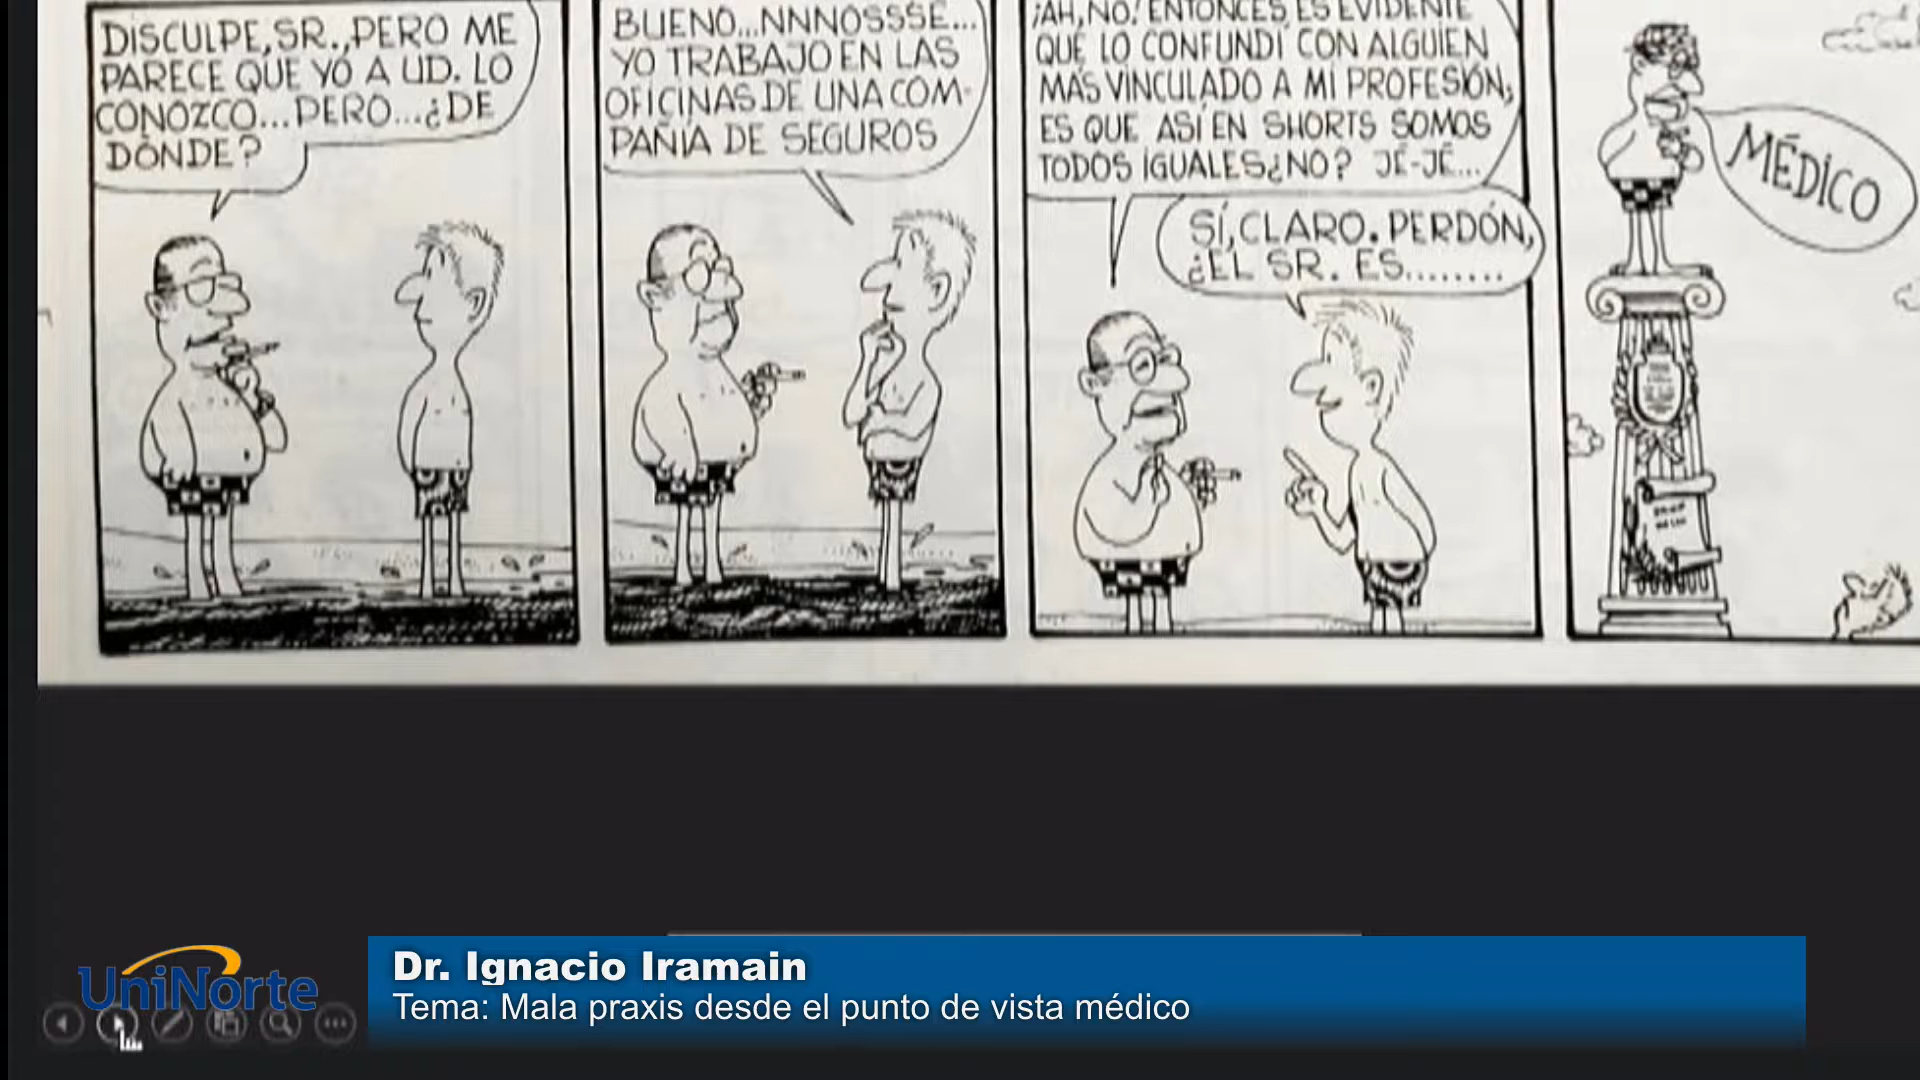 DISCULPE, SR., PERO ME
PARECE QUE YO A UD. LO
CONOZCO...PERO...¿DE
DÓNDE?
BUENO...NNNOSSSÉ...
YO TRABAJO EN LAS
OFICINAS DE UNA COM-
PAÑÍA DE SEGUROS
¡AH, NO! ENTONCES ES EVIDENTE
QUE LO CONFUNDÍ CON ALGUIEN
MÁS VINCULADO A MI PROFESIÓN;
ES QUE ASÍ EN SHORTS SOMOS
TODOS IGUALES ¿NO? JÉ-JÉ...
SÍ, CLARO. PERDÓN,
¿EL SR. ES........
MÉDICO
UniNorte
Dr. Ignacio Iramain
Tema: Mala praxis desde el punto de vista médico